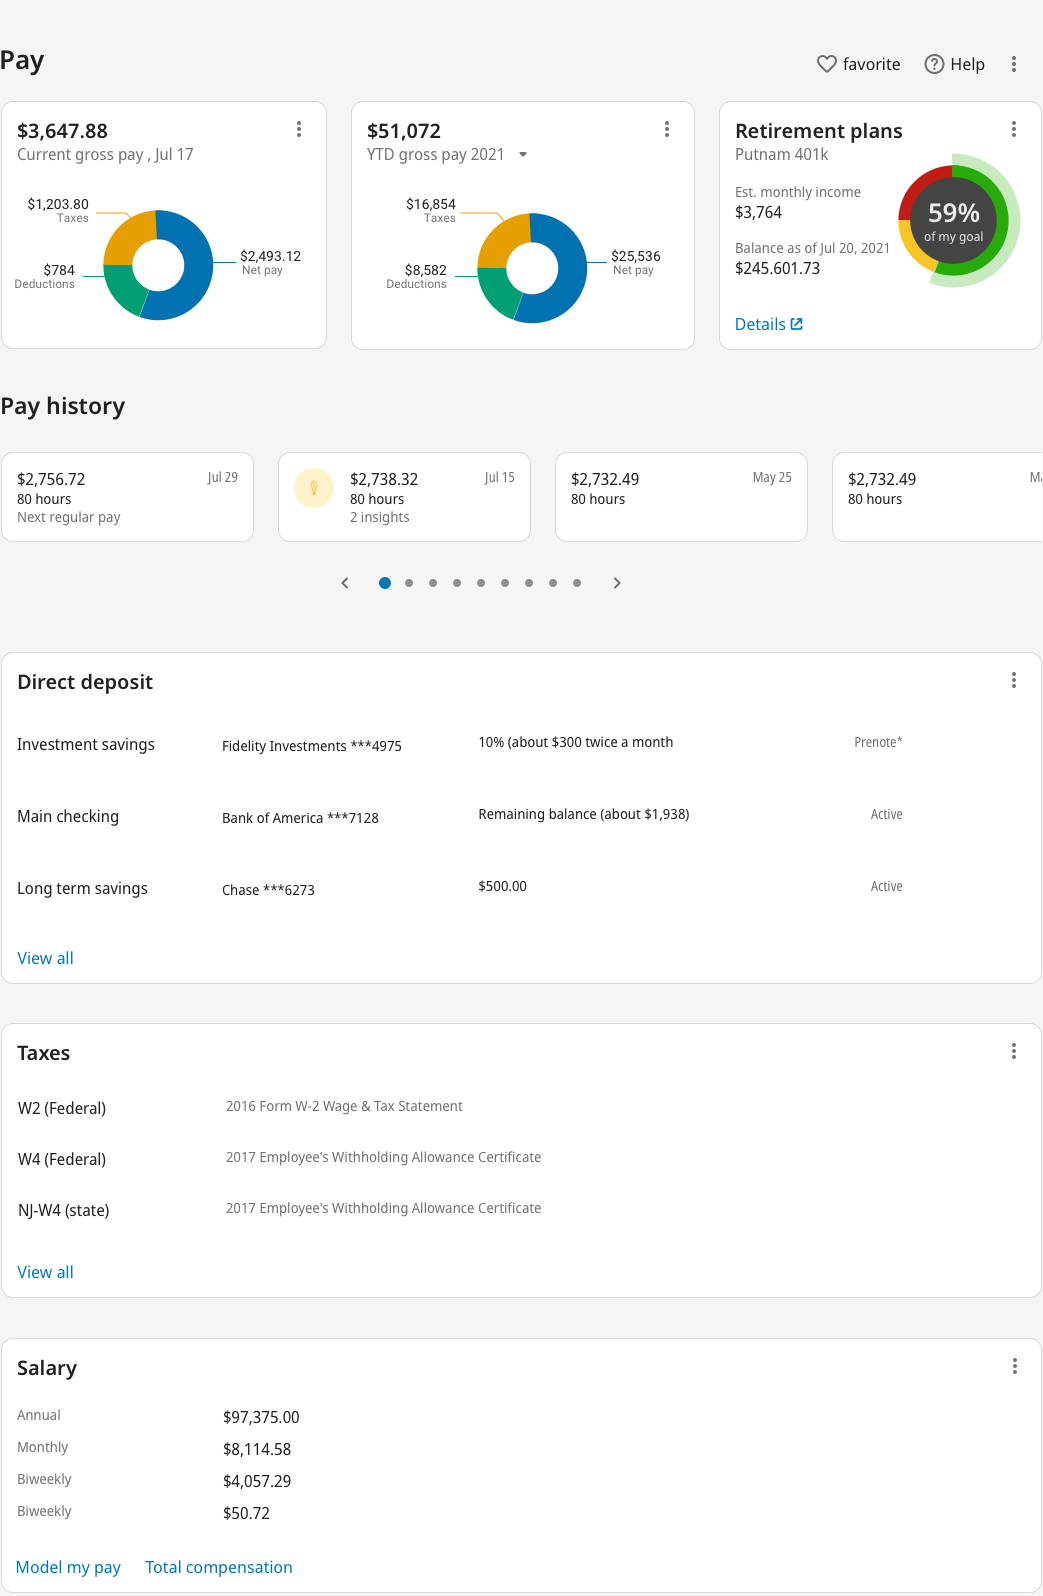 Pay
favorite
Help
$3,647.88
Current gross pay , Jul 17
$1,203.80
Taxes
$784
Deductions
$2,493.12
Net pay
$51,072
YTD gross pay 2021
$16,854
Taxes
$8,582
Deductions
$25,536
Net pay
Retirement plans
Putnam 401k
Est. monthly income
$3,764
Balance as of Jul 20, 2021
$245.601.73
59%
of my goal
Details
Pay history
$2,756.72 Jul 29
80 hours
Next regular pay
$2,738.32 Jul 15
80 hours
2 insights
$2,732.49 May 25
80 hours
$2,732.49
80 hours
Direct deposit
Investment savings Fidelity Investments ***4975 10% (about $300 twice a month Prenote*
Main checking Bank of America ***7128 Remaining balance (about $1,938) Active
Long term savings Chase ***6273 $500.00 Active
View all
Taxes
W2 (Federal) 2016 Form W-2 Wage & Tax Statement
W4 (Federal) 2017 Employee's Withholding Allowance Certificate
NJ-W4 (state) 2017 Employee's Withholding Allowance Certificate
View all
Salary
Annual $97,375.00
Monthly $8,114.58
Biweekly $4,057.29
Biweekly $50.72
Model my pay Total compensation